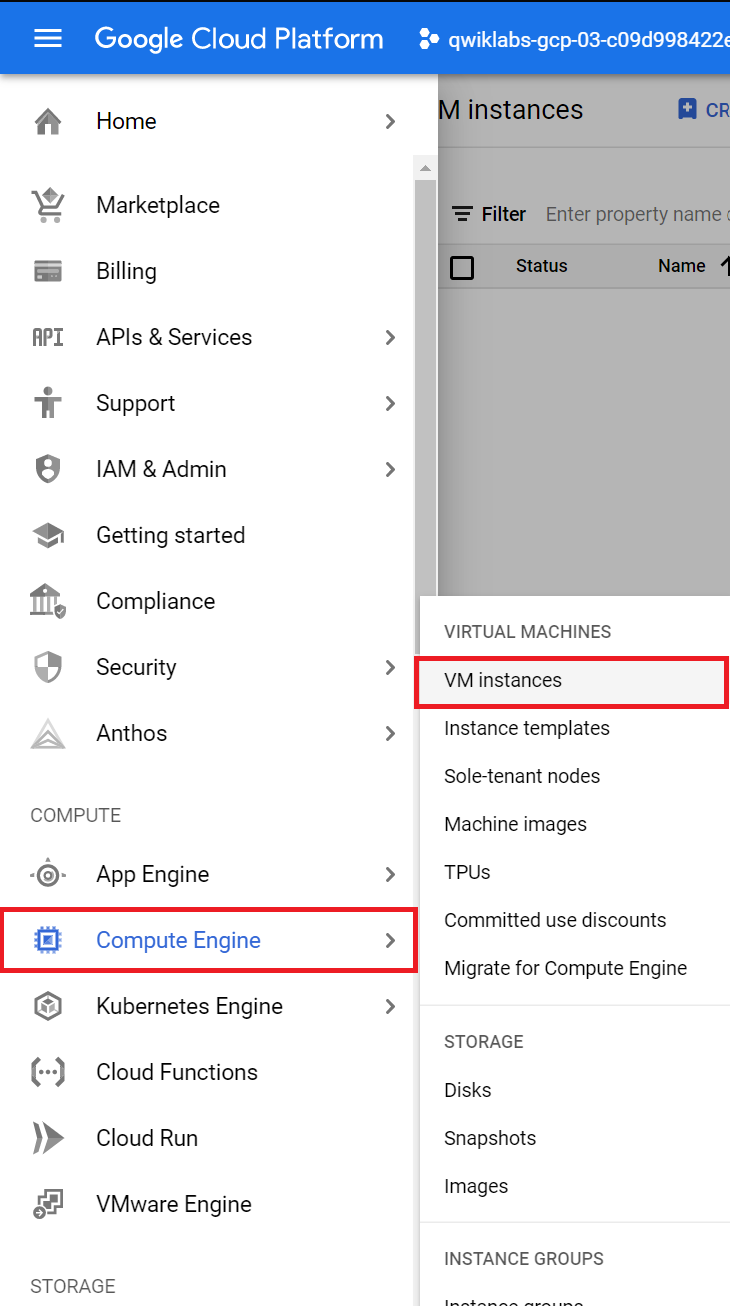 Google Cloud Platform
qwiklabs-gcp-03-c09d998422e
Home
Marketplace
Billing
API
APIs & Services
Support
IAM & Admin
Getting started
Compliance
Security
Anthos
COMPUTE
App Engine
Compute Engine
Kubernetes Engine
Cloud Functions
Cloud Run
VMware Engine
STORAGE
M instances
CR
Filter
Enter property name
Status
Name
VIRTUAL MACHINES
VM instances
Instance templates
Sole-tenant nodes
Machine images
TPUs
Committed use discounts
Migrate for Compute Engine
STORAGE
Disks
Snapshots
Images
INSTANCE GROUPS
Instance groups